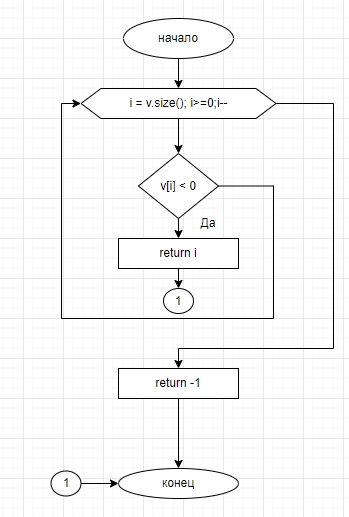 начало
i = v.size(); i>=0;i--
v[i] < 0
Да
return i
1
return -1
1
конец